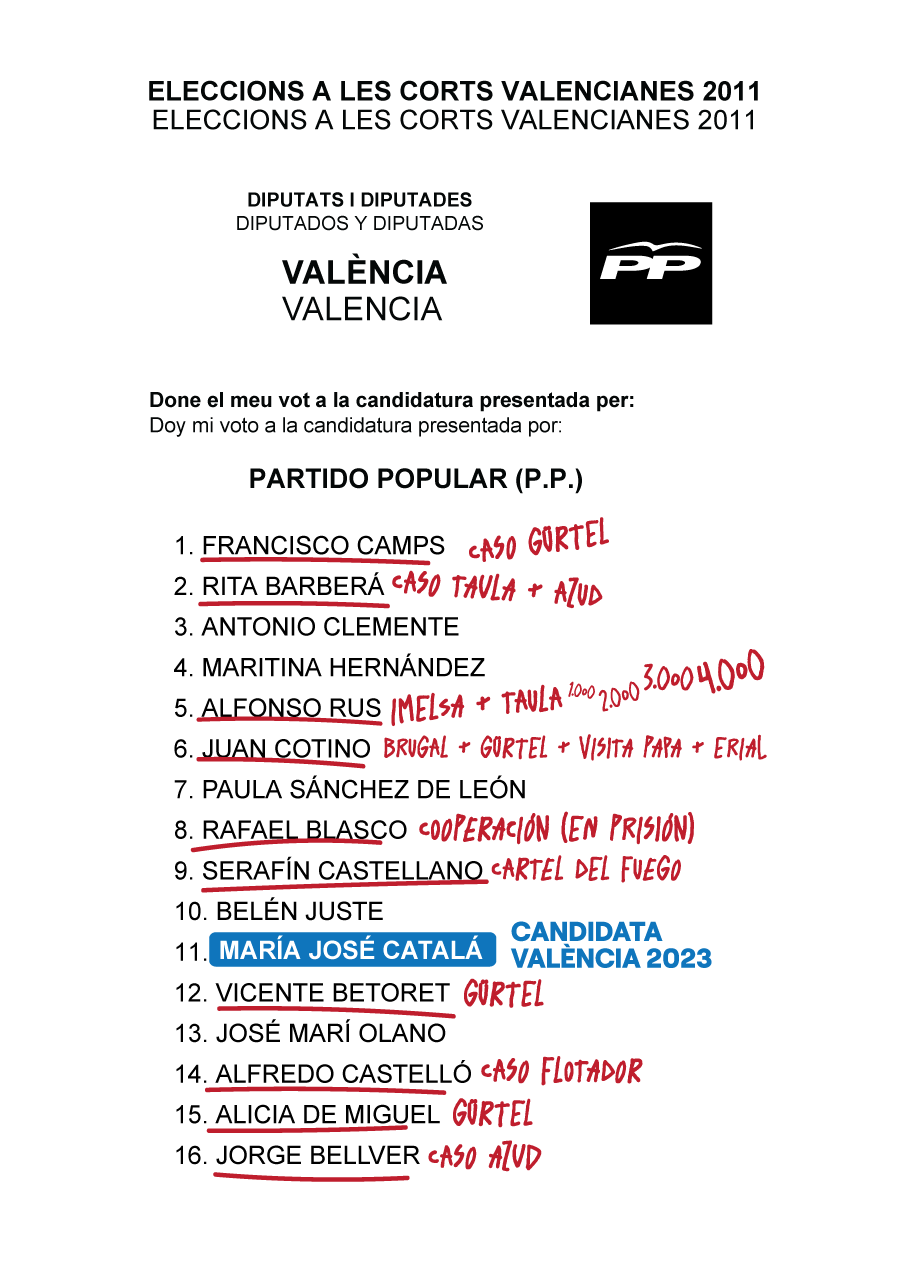 ELECCIONS A LES CORTS VALENCIANES 2011
ELECCIONS A LES CORTS VALENCIANES 2011
DIPUTATS I DIPUTADES
DIPUTADOS Y DIPUTADAS
VALÈNCIA
VALENCIA
PP
Done el meu vot a la candidatura presentada per:
Doy mi voto a la candidatura presentada por:
PARTIDO POPULAR (P.P.)
1. FRANCISCO CAMPS CASO GÜRTEL
2. RITA BARBERÁ CASO TAULA + AZUD
3. ANTONIO CLEMENTE
4. MARITINA HERNÁNDEZ
5. ALFONSO RUS IMELSA + TAULA 1.000 2.000 3.000 4.000
6. JUAN COTINO BRUGAL + GÜRTEL + VISITA PAPA + ERIAL
7. PAULA SÁNCHEZ DE LEÓN
8. RAFAEL BLASCO COOPERACIÓN (EN PRISIÓN)
9. SERAFÍN CASTELLANO CARTEL DEL FUEGO
10. BELÉN JUSTE
11. MARÍA JOSÉ CATALÁ CANDIDATA
VALÈNCIA 2023
12. VICENTE BETORET GÜRTEL
13. JOSÉ MARÍ OLANO
14. ALFREDO CASTELLÓ CASO FLOTADOR
15. ALICIA DE MIGUEL GÜRTEL
16. JORGE BELLVER CASO AZUD